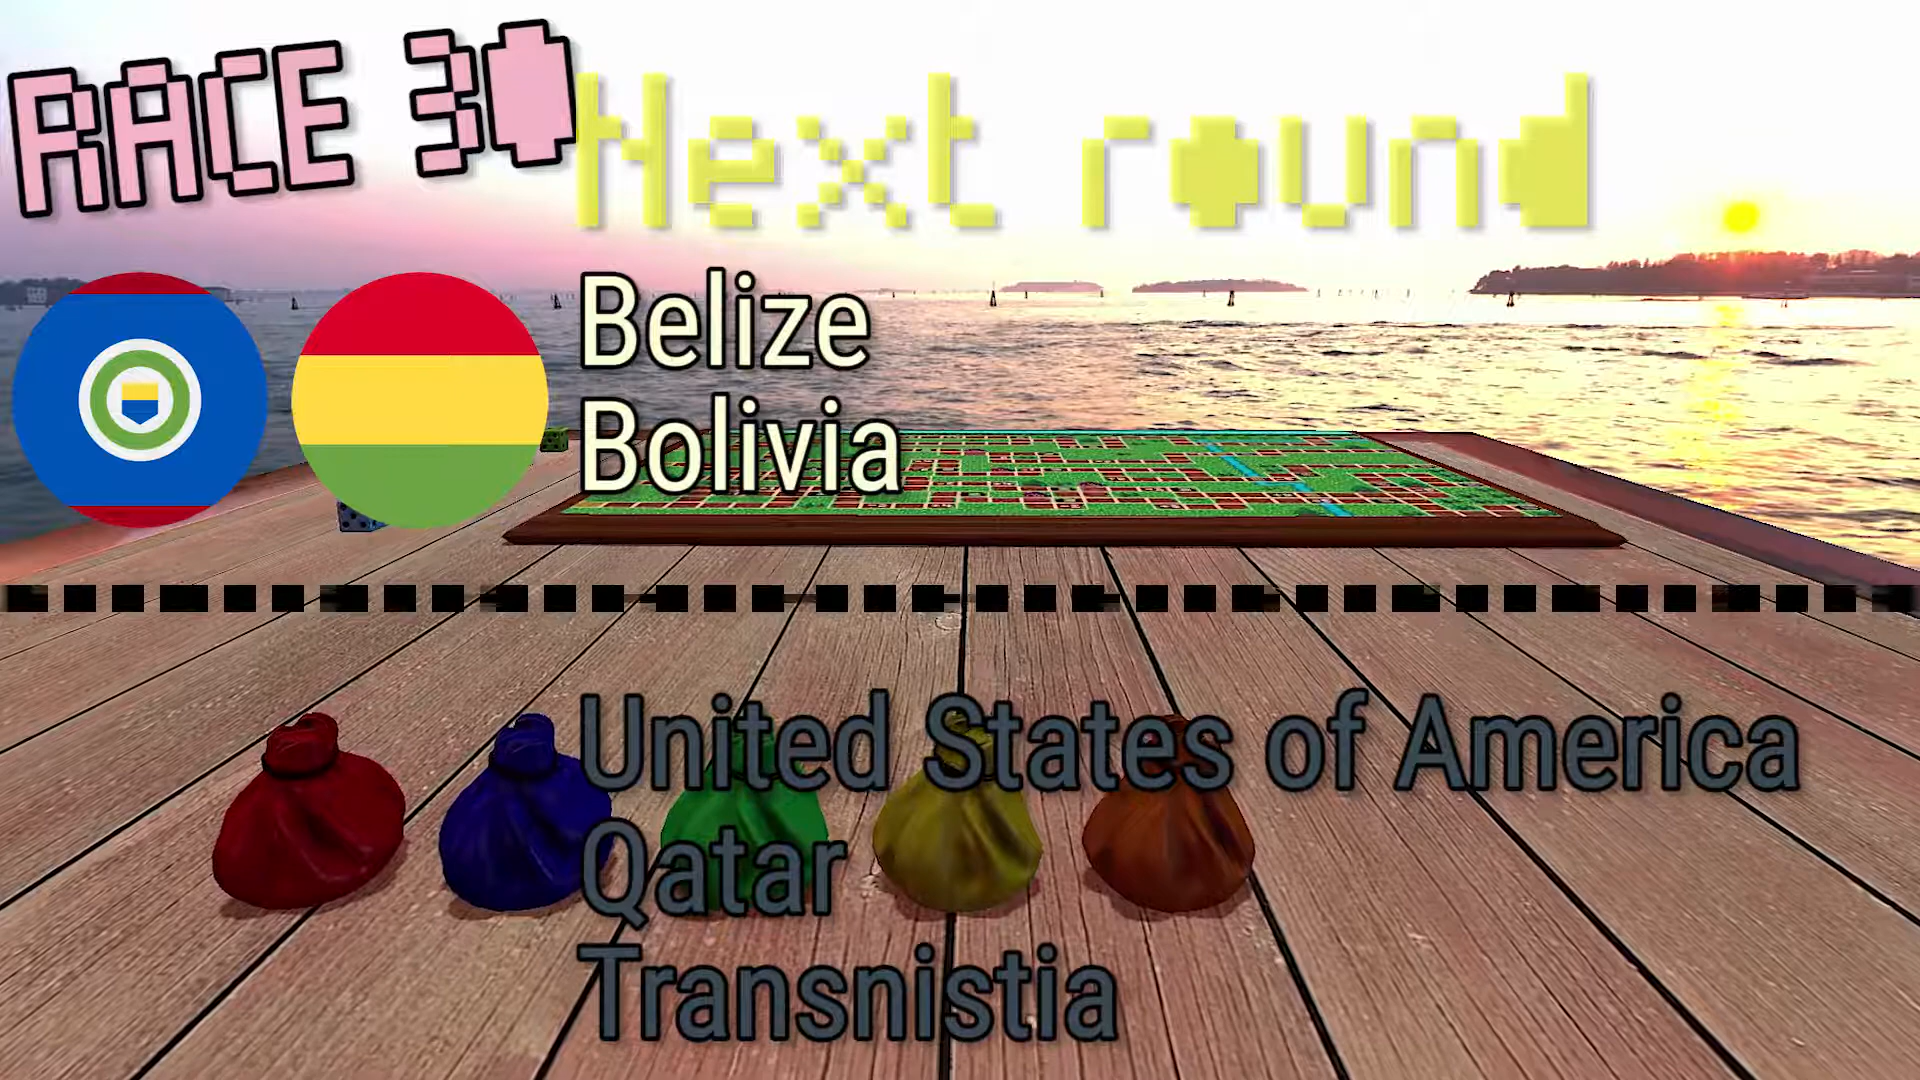 RACE 30
Next round
Belize
Bolivia
United States of America
Qatar
Transnistia